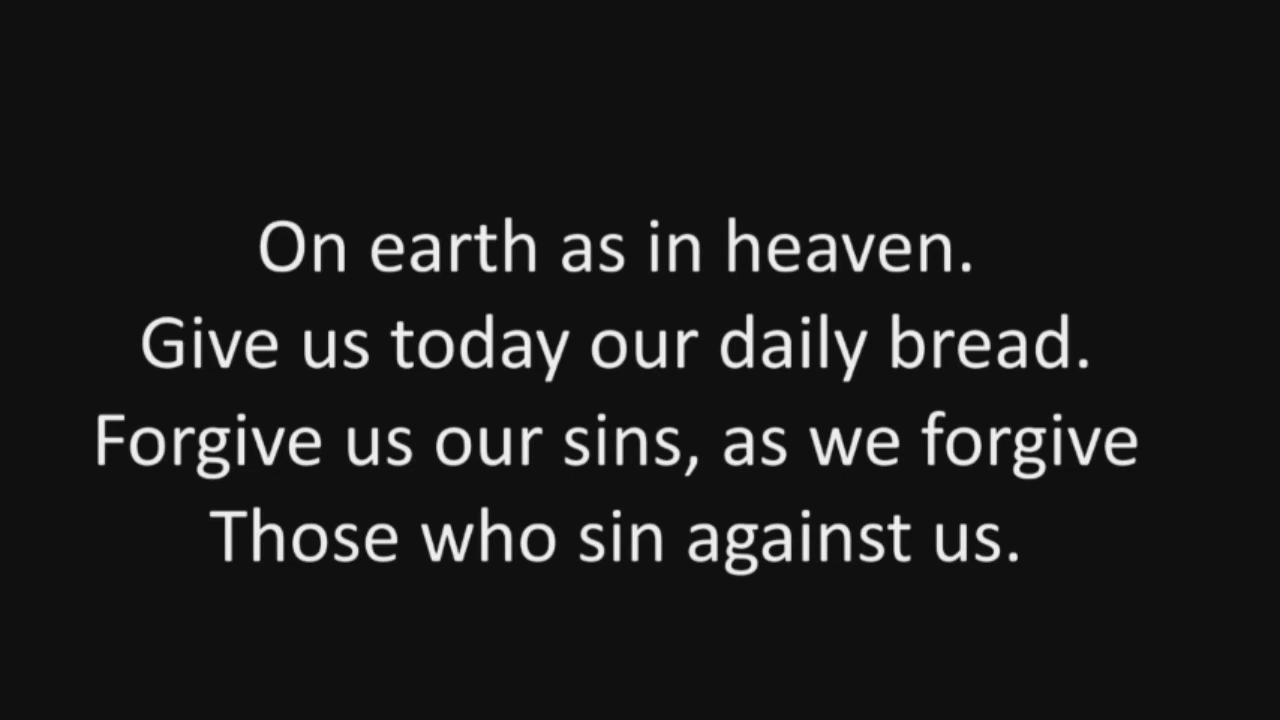 On earth as in heaven.
Give us today our daily bread.
Forgive us our sins, as we forgive
Those who sin against us.